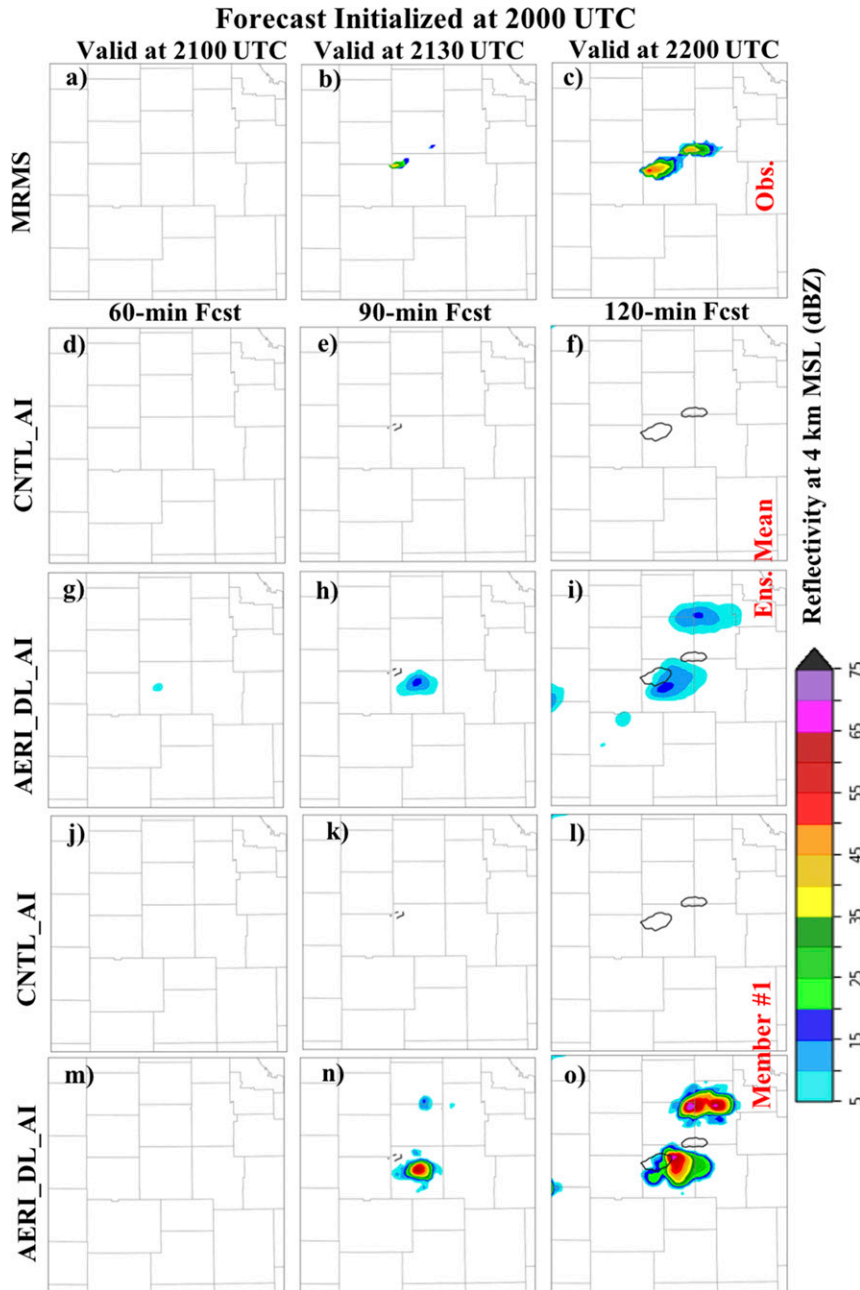 Forecast Initialized at 2000 UTC
Valid at 2100 UTC
Valid at 2130 UTC
Valid at 2200 UTC
MRMS
a)
b)
c)
Obs.
60-min Fcst
90-min Fcst
120-min Fcst
CNTL_AI
d)
e)
f)
AERI_DL_AI
g)
h)
i)
Ens. Mean
CNTL_AI
j)
k)
l)
AERI_DL_AI
m)
n)
o)
Member #1
Reflectivity at 4 km MSL (dBZ)
75
65
55
45
35
25
15
5